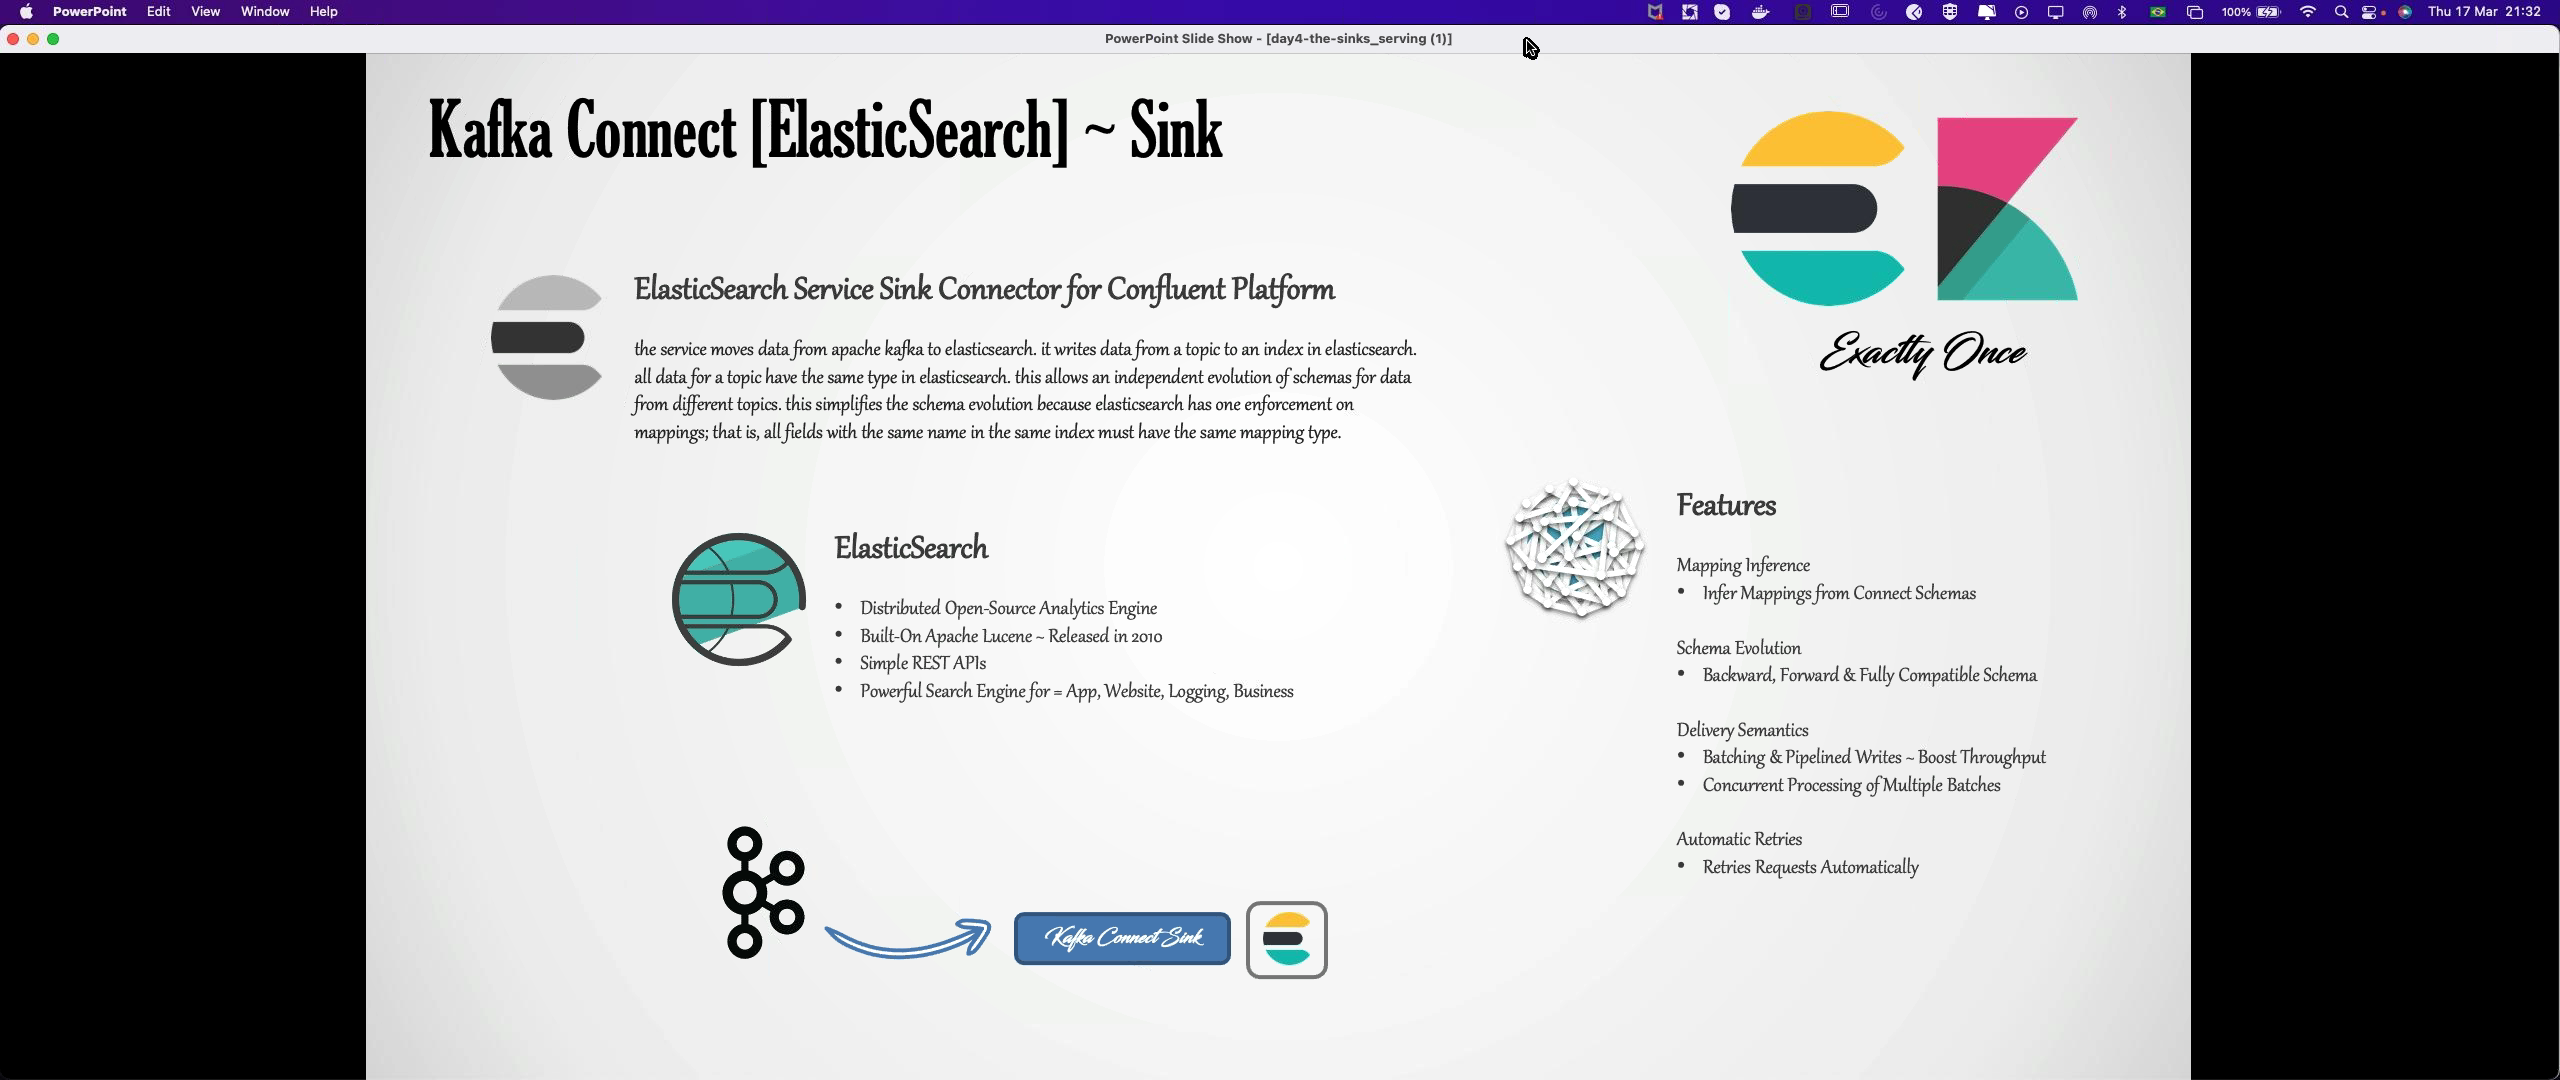 PowerPoint Edit View Window Help 100% Thu 17 Mar 21:32
PowerPoint Slide Show - [day4-the-sinks_serving (1)]
Kafka Connect [ElasticSearch] ~ Sink
Exactly Once
ElasticSearch Service Sink Connector for Confluent Platform
the service moves data from apache kafka to elasticsearch. it writes data from a topic to an index in elasticsearch.
all data for a topic have the same type in elasticsearch. this allows an independent evolution of schemas for data
from different topics. this simplifies the schema evolution because elasticsearch has one enforcement on
mappings; that is, all fields with the same name in the same index must have the same mapping type.
ElasticSearch
• Distributed Open-Source Analytics Engine
• Built-On Apache Lucene ~ Released in 2010
• Simple REST APIs
• Powerful Search Engine for = App, Website, Logging, Business
Features
Mapping Inference
• Infer Mappings from Connect Schemas
Schema Evolution
• Backward, Forward & Fully Compatible Schema
Delivery Semantics
• Batching & Pipelined Writes ~ Boost Throughput
• Concurrent Processing of Multiple Batches
Automatic Retries
• Retries Requests Automatically
Kafka Connect Sink